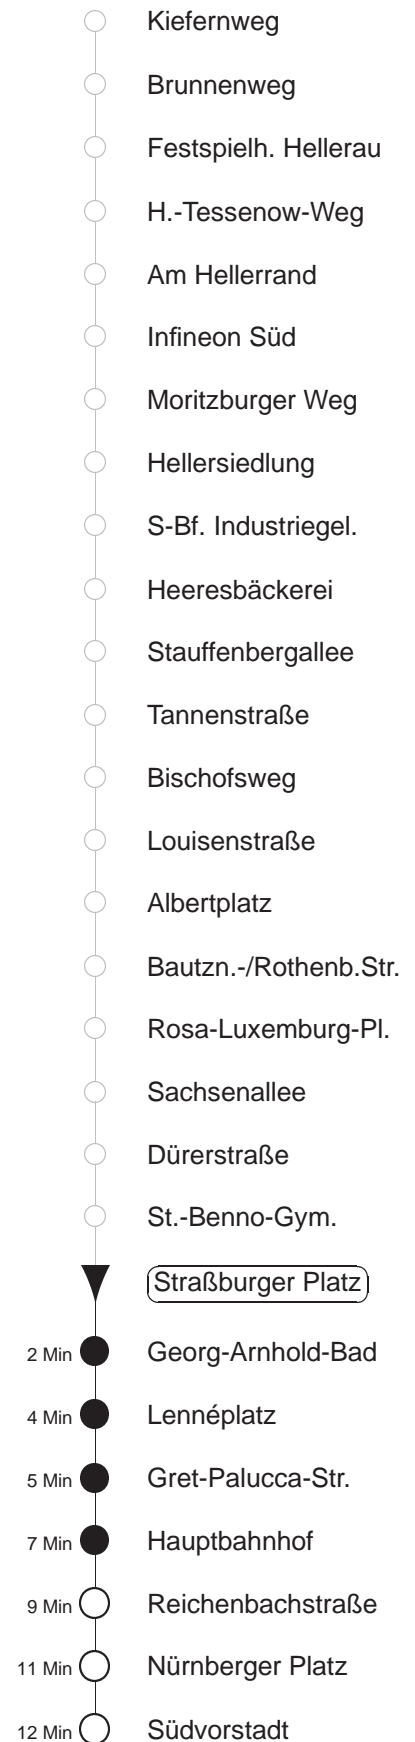 Kiefernweg
Brunnenweg
Festspielh. Hellerau
H.-Tessenow-Weg
Am Hellerrand
Infineon Süd
Moritzburger Weg
Hellersiedlung
S-Bf. Industriegel.
Heeresbäckerei
Stauffenbergallee
Tannenstraße
Bischofsweg
Louisenstraße
Albertplatz
Bautzn.-/Rothenb.Str.
Rosa-Luxemburg-Pl.
Sachsenallee
Dürerstraße
St.-Benno-Gym.
Straßburger Platz
2 Min Georg-Arnhold-Bad
4 Min Lennéplatz
5 Min Gret-Palucca-Str.
7 Min Hauptbahnhof
9 Min Reichenbachstraße
11 Min Nürnberger Platz
12 Min Südvorstadt